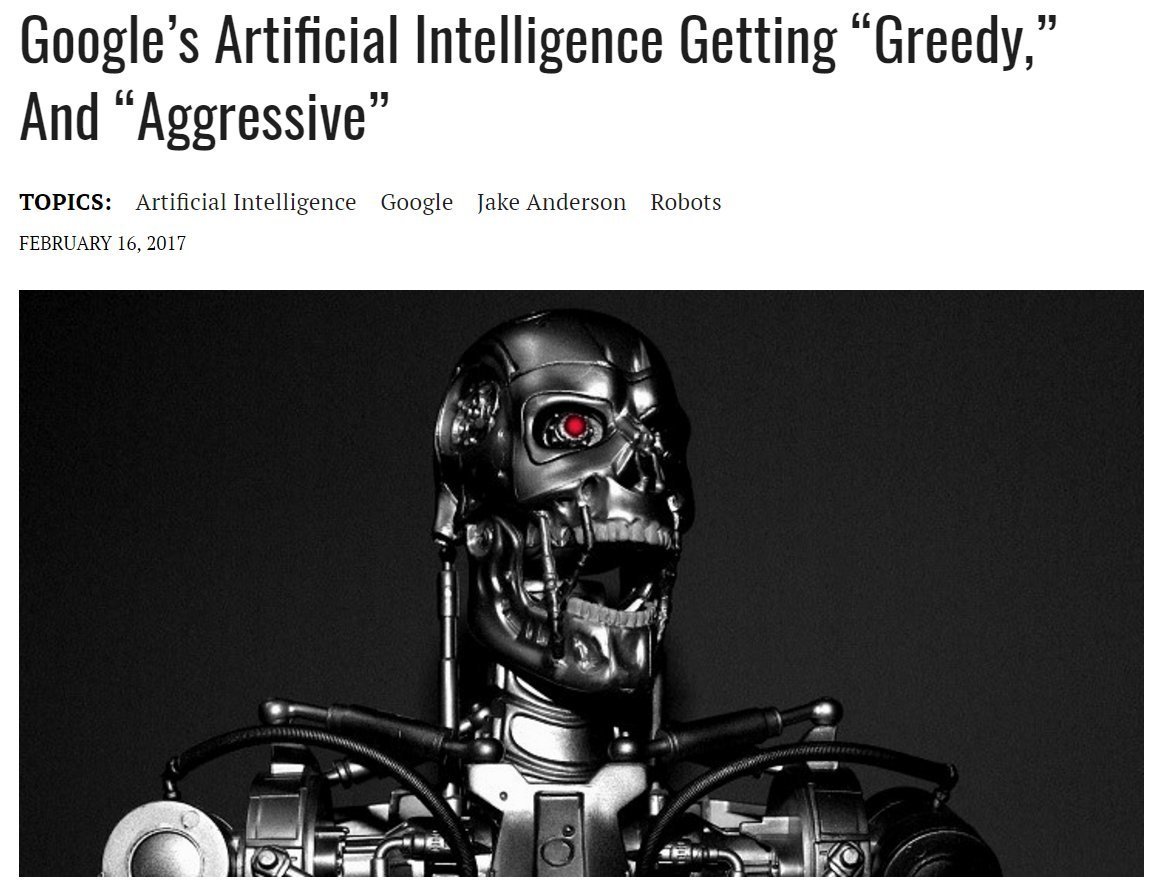 Google’s Artificial Intelligence Getting “Greedy,”
And “Aggressive”
TOPICS: Artificial Intelligence Google Jake Anderson Robots
FEBRUARY 16, 2017